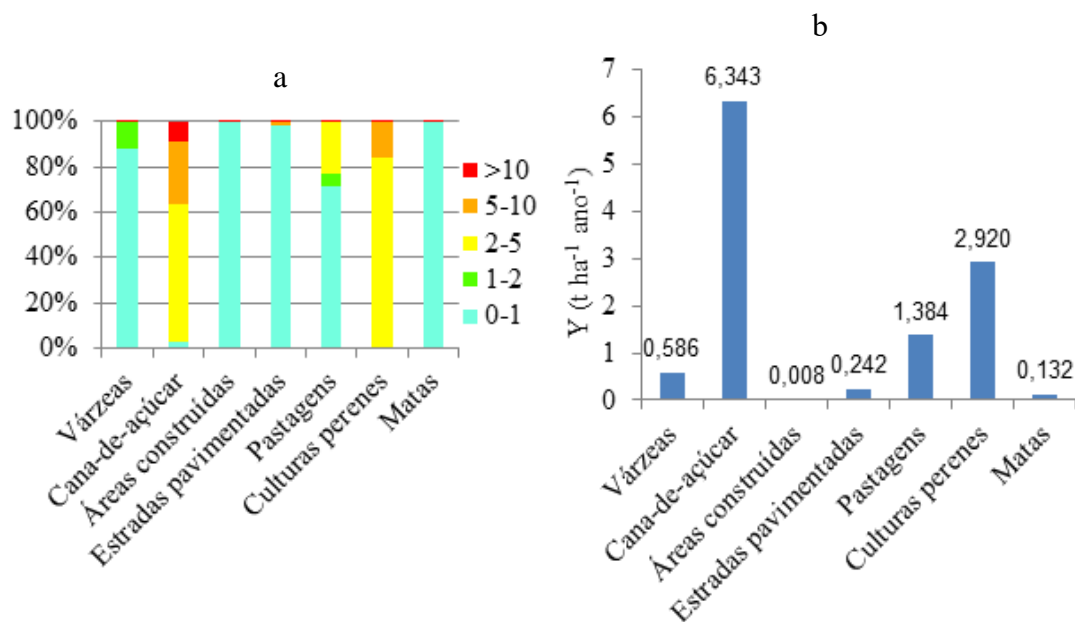 a
100%
80%
60%
40%
20%
0%
>10
5-10
2-5
1-2
0-1
Várzeas
Cana-de-açúcar
Áreas construídas
Estradas pavimentadas
Pastagens
Culturas perenes
Matas
b
Y (t ha⁻¹ ano⁻¹)
7
6
5
4
3
2
1
0
0,586
6,343
0,008
0,242
1,384
2,920
0,132
Várzeas
Cana-de-açúcar
Áreas construídas
Estradas pavimentadas
Pastagens
Culturas perenes
Matas